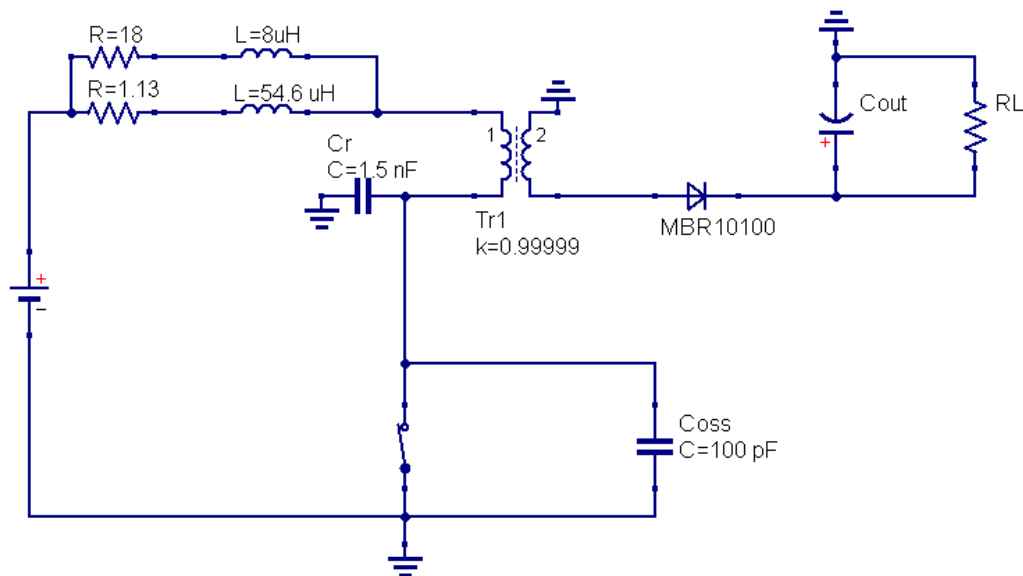 R=18
L=8uH
R=1.13
L=54.6 uH
Cr
C=1.5 nF
1
2
Tr1
k=0.99999
MBR10100
Cout
+
RL
+
-
Coss
C=100 pF